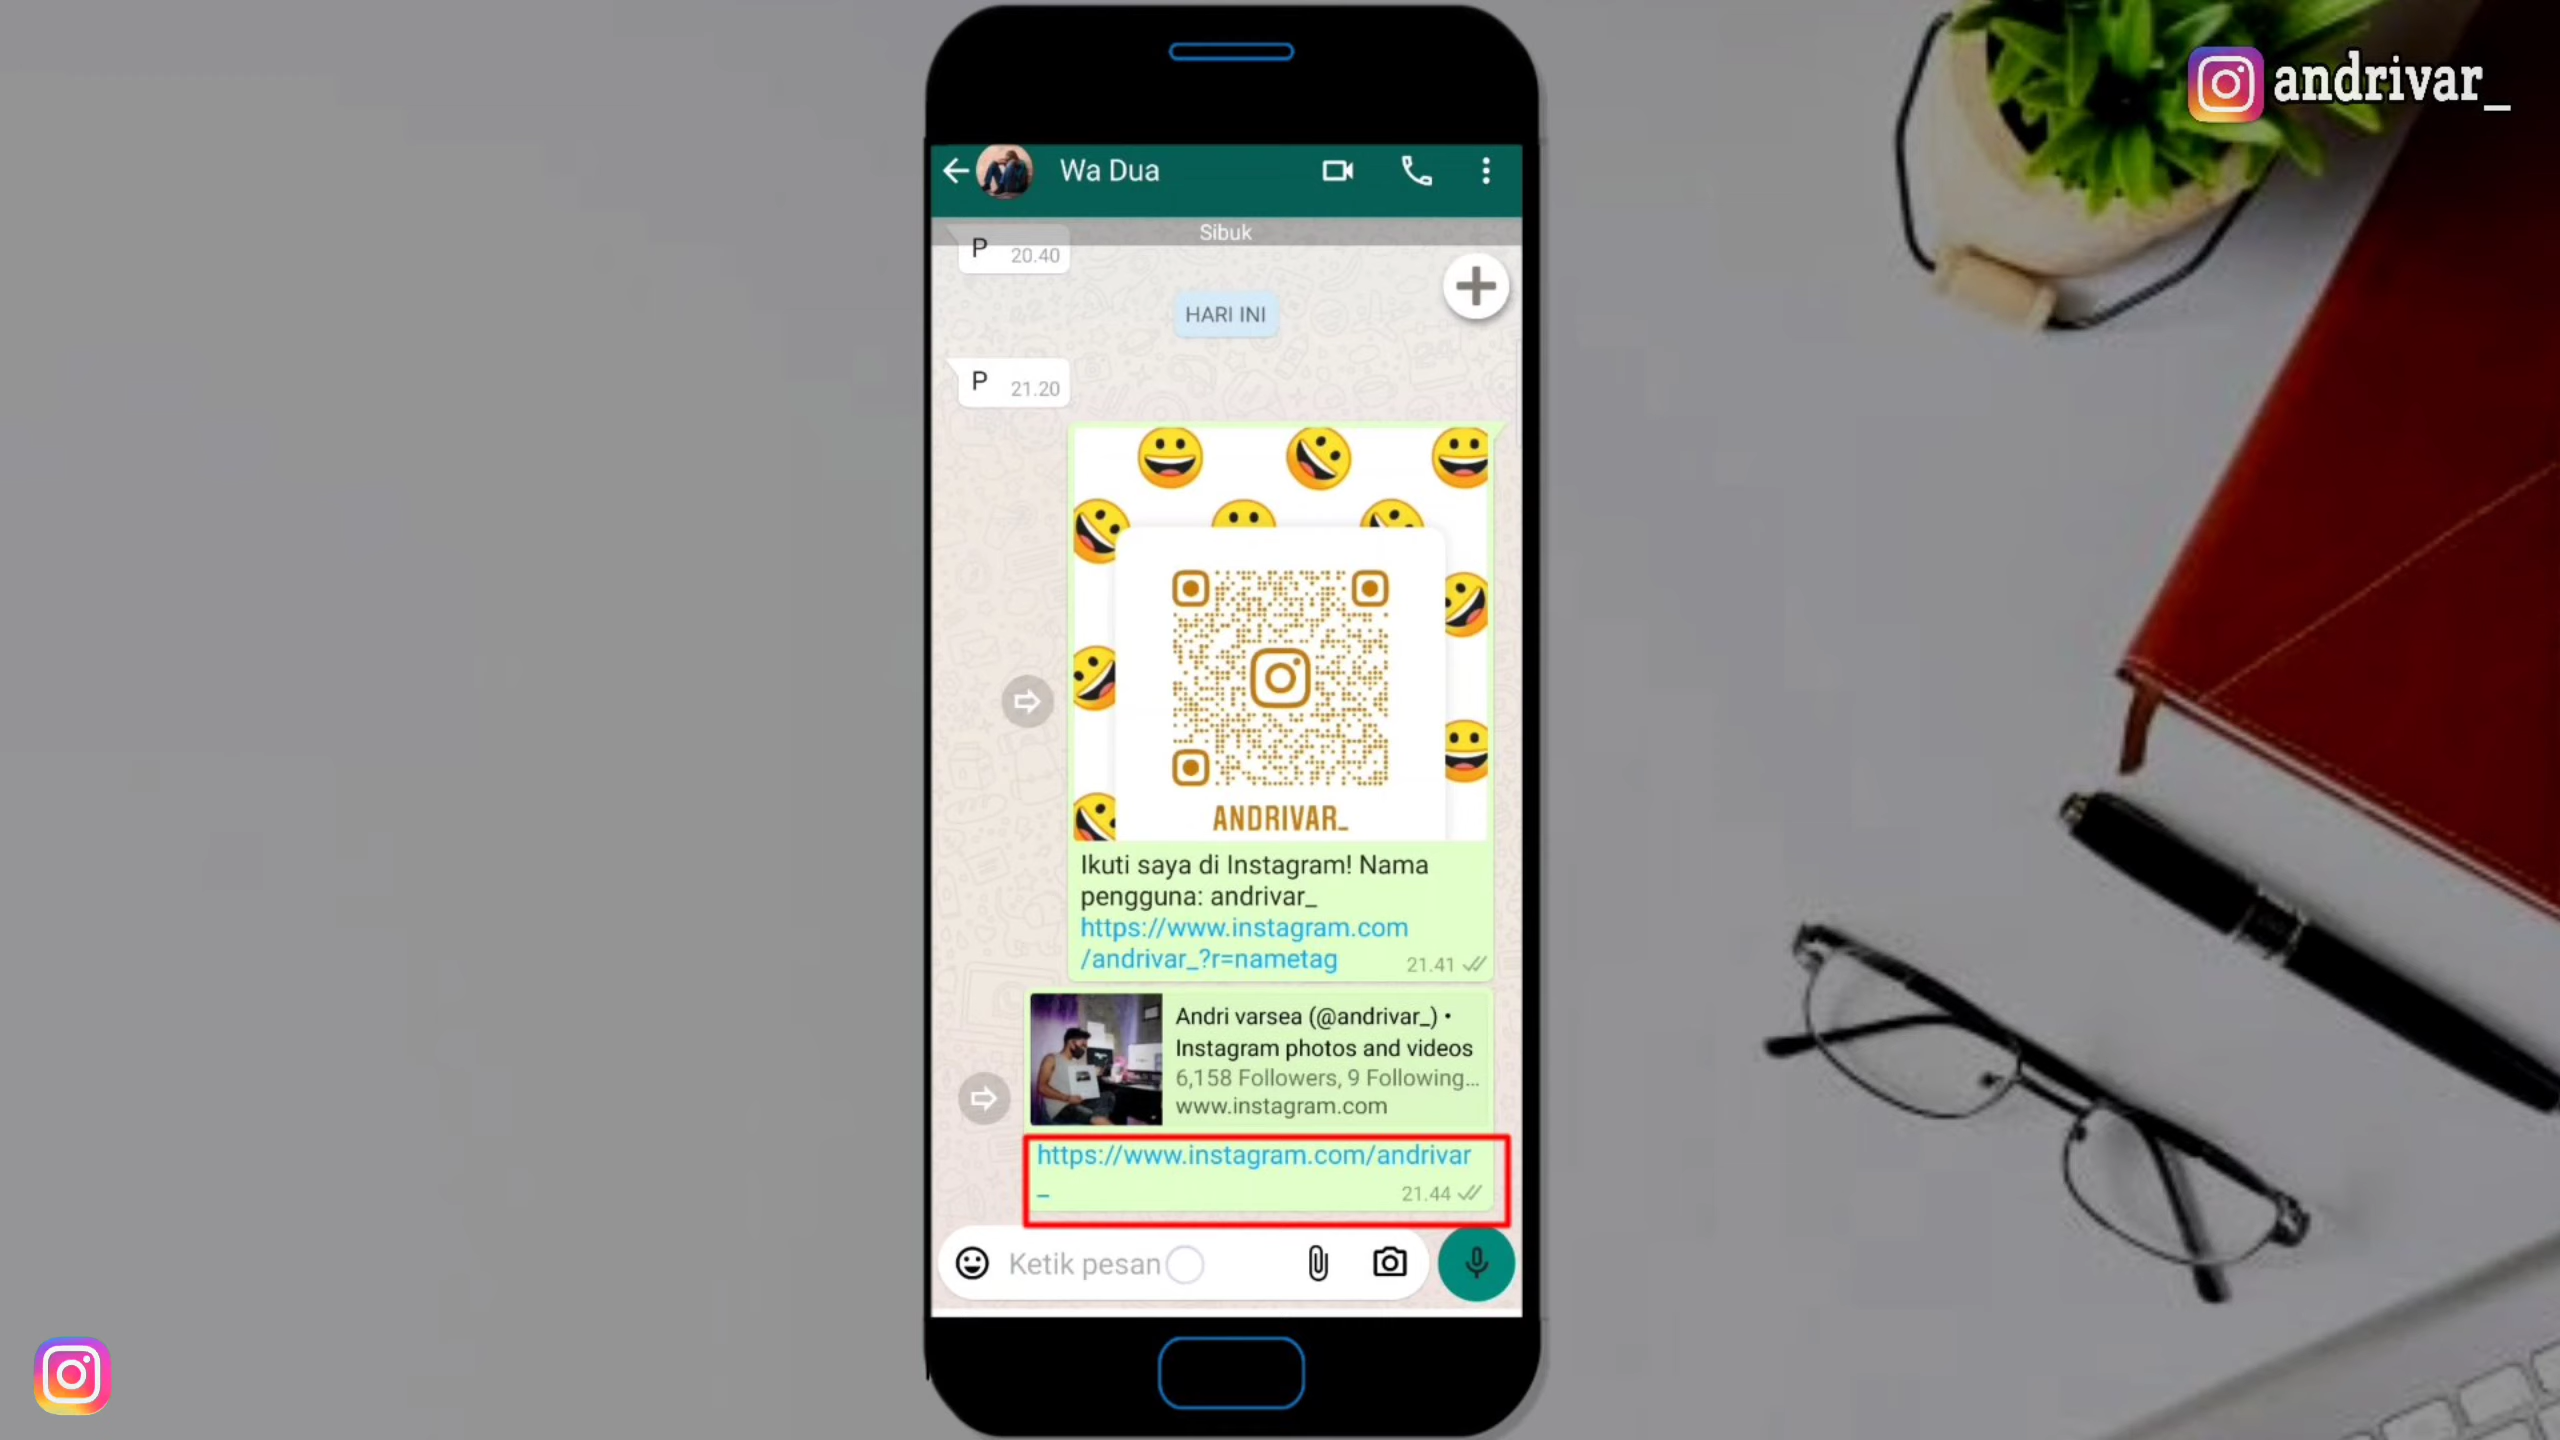 andrivar_
Wa Dua
Sibuk
P 20.40
HARI INI
P 21.20
ANDRIVAR_
Ikuti saya di Instagram! Nama
pengguna: andrivar_
https://www.instagram.com
/andrivar_?r=nametag 21.41
Andri varsea (@andrivar_) •
Instagram photos and videos
6,158 Followers, 9 Following...
www.instagram.com
https://www.instagram.com/andrivar
_ 21.44
Ketik pesan